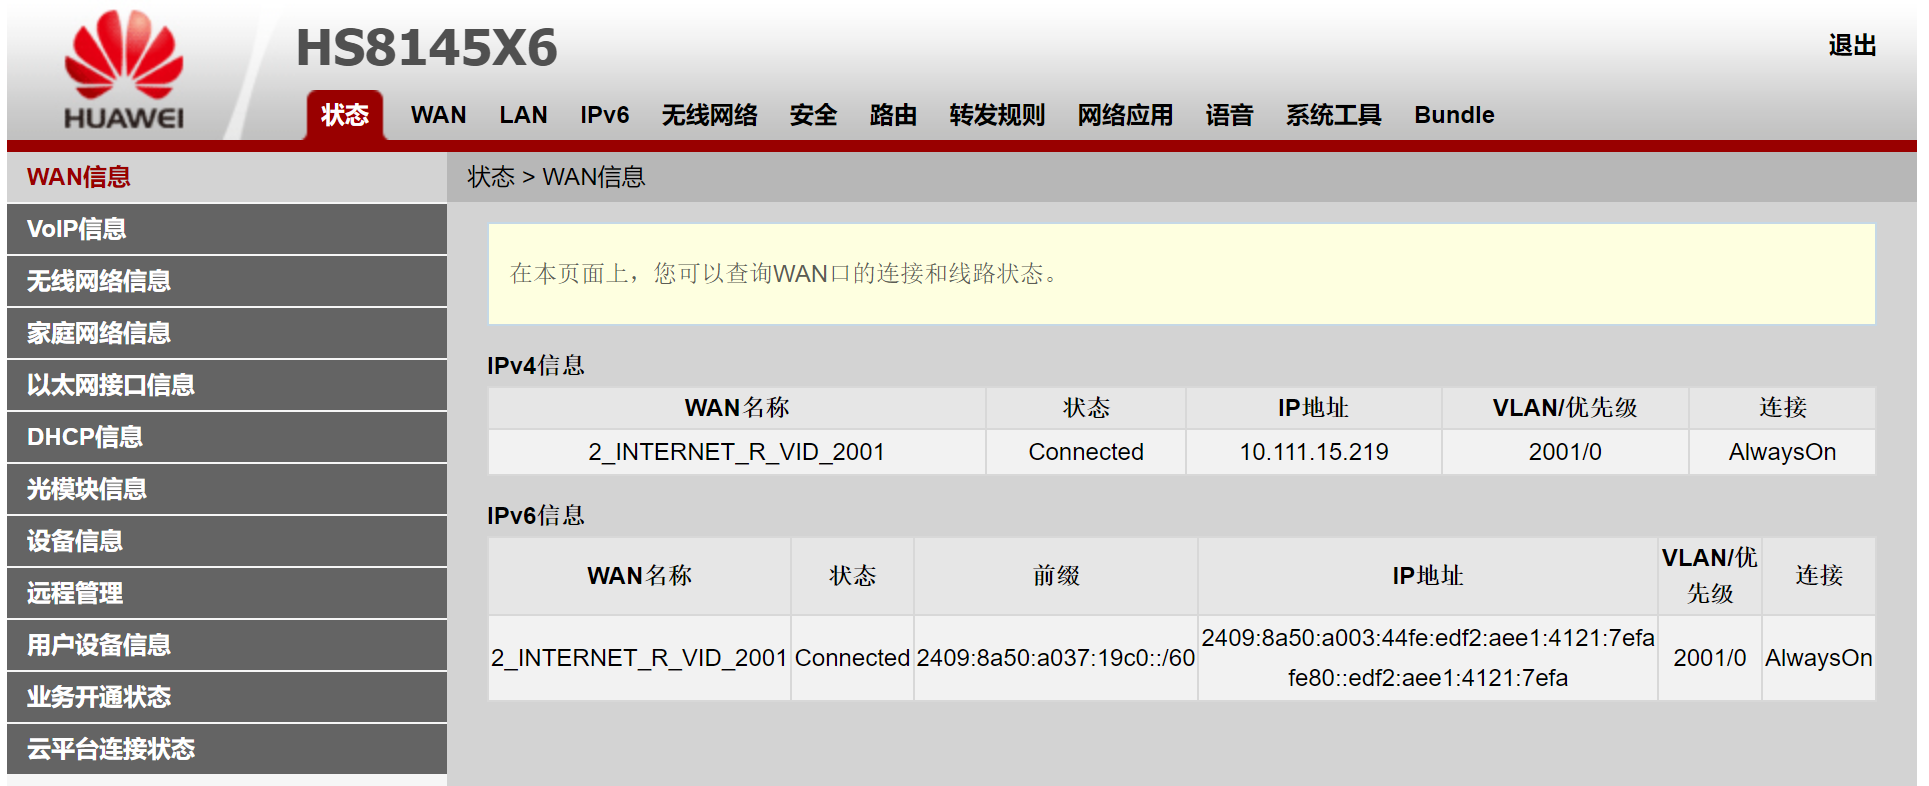 HUAWEI
HS8145X6
退出
状态 WAN LAN IPv6 无线网络 安全 路由 转发规则 网络应用 语音 系统工具 Bundle
WAN信息
VoIP信息
无线网络信息
家庭网络信息
以太网接口信息
DHCP信息
光模块信息
设备信息
远程管理
用户设备信息
业务开通状态
云平台连接状态
状态 > WAN信息
在本页面上，您可以查询WAN口的连接和线路状态。
IPv4信息
WAN名称 状态 IP地址 VLAN/优先级 连接
2_INTERNET_R_VID_2001 Connected 10.111.15.219 2001/0 AlwaysOn
IPv6信息
WAN名称 状态 前缀 IP地址 VLAN/优
先级 连接
2_INTERNET_R_VID_2001 Connected 2409:8a50:a037:19c0::/60 2409:8a50:a003:44fe:edf2:aee1:4121:7efa
fe80::edf2:aee1:4121:7efa 2001/0 AlwaysOn